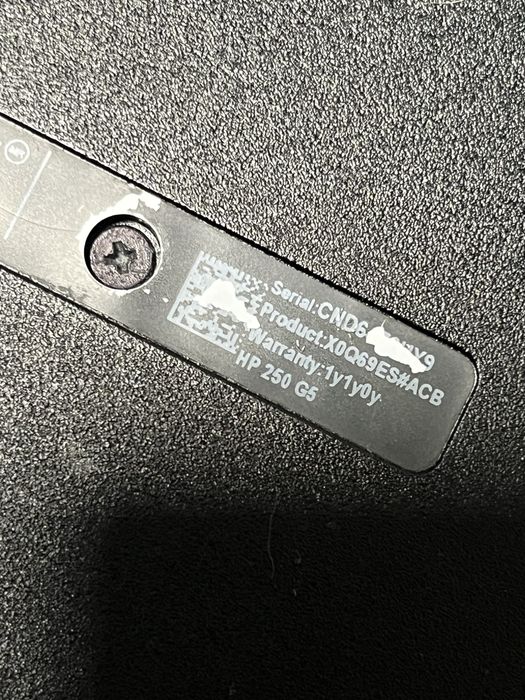 Serial:CND6
Product:X0Q69ES#ACB
Warranty:1y1y0y
HP 250 G5